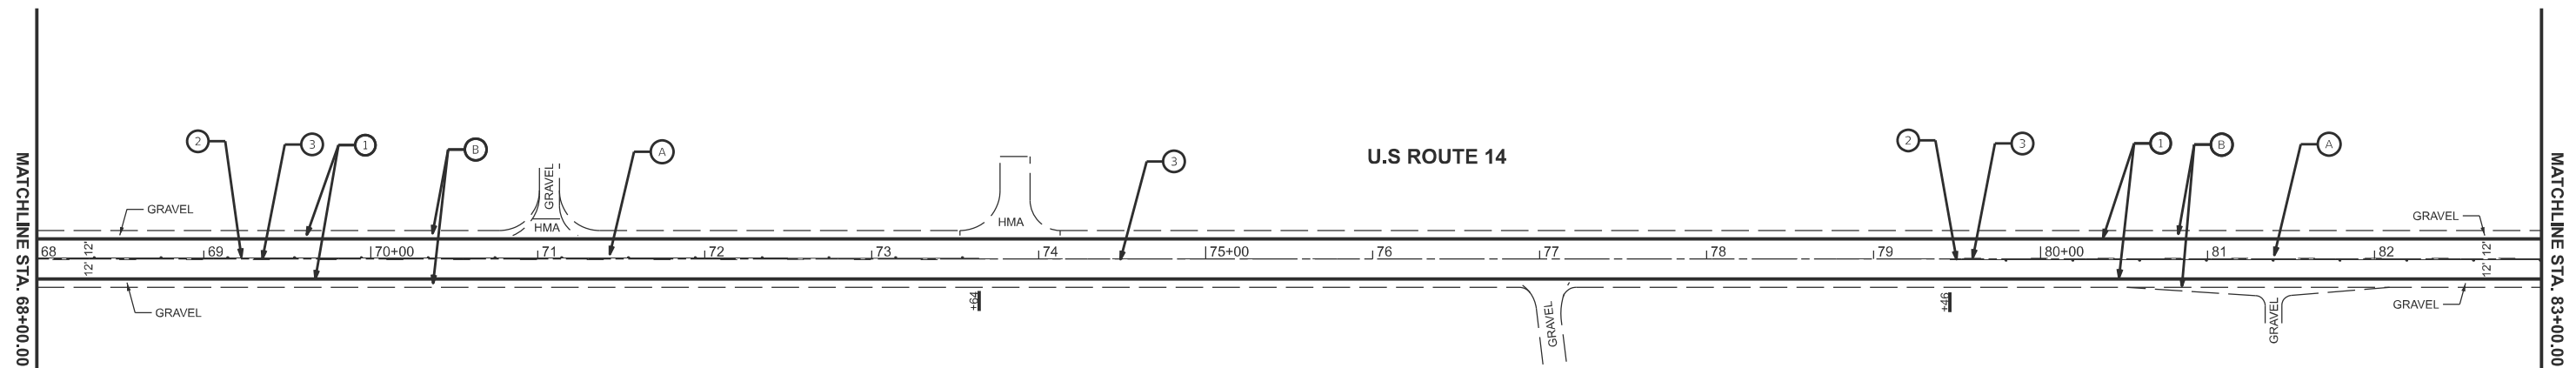 U.S ROUTE 14
MATCHLINE STA. 68+00.00
MATCHLINE STA. 83+00.00
2
3
1
B
A
3
2
3
1
B
A
GRAVEL
GRAVEL
HMA
HMA
GRAVEL
68
12'
12'
69
70+00
71
72
73
74
75+00
76
77
78
79
80+00
81
82
12'
12'
GRAVEL
+64
GRAVEL
+46
GRAVEL
GRAVEL